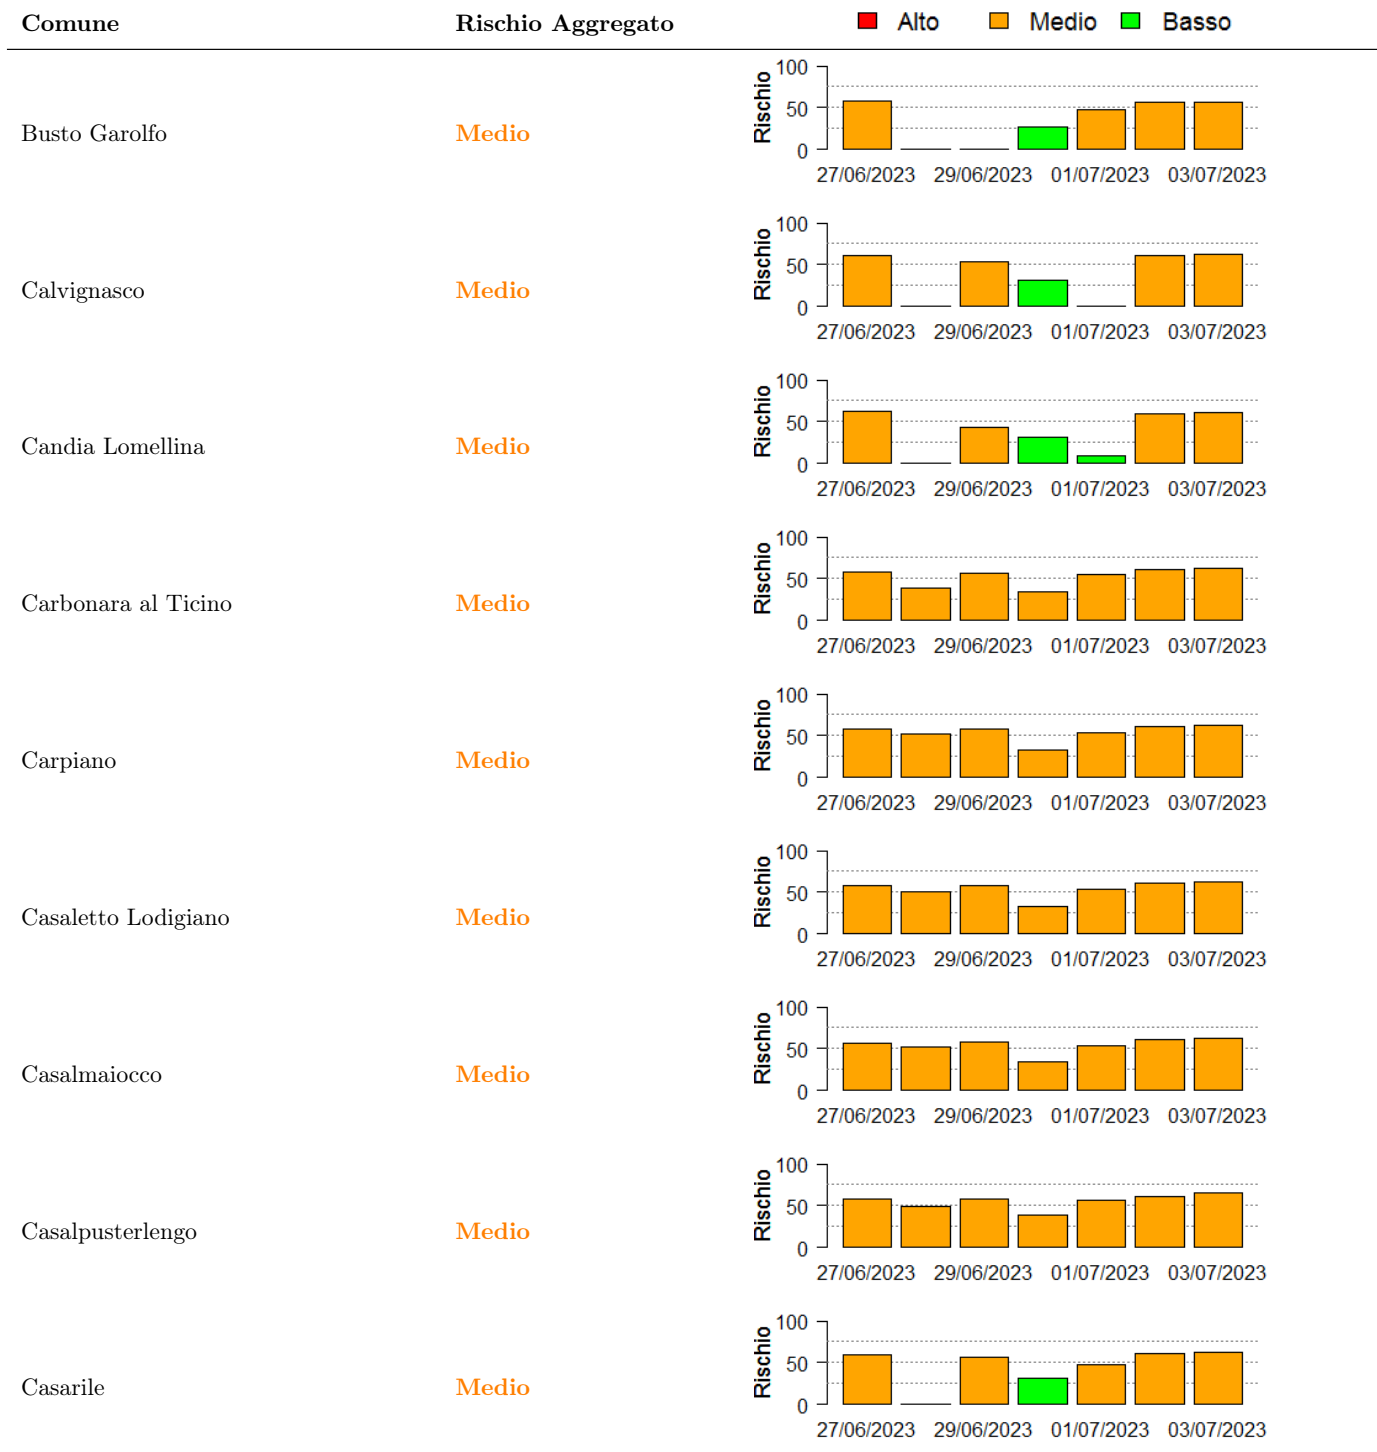 Comune Rischio Aggregato Alto Medio Basso
Busto Garolfo Medio
Rischio
100
50
0
27/06/2023 29/06/2023 01/07/2023 03/07/2023
Calvignasco Medio
Rischio
100
50
0
27/06/2023 29/06/2023 01/07/2023 03/07/2023
Candia Lomellina Medio
Rischio
100
50
0
27/06/2023 29/06/2023 01/07/2023 03/07/2023
Carbonara al Ticino Medio
Rischio
100
50
0
27/06/2023 29/06/2023 01/07/2023 03/07/2023
Carpiano Medio
Rischio
100
50
0
27/06/2023 29/06/2023 01/07/2023 03/07/2023
Casaletto Lodigiano Medio
Rischio
100
50
0
27/06/2023 29/06/2023 01/07/2023 03/07/2023
Casalmaiocco Medio
Rischio
100
50
0
27/06/2023 29/06/2023 01/07/2023 03/07/2023
Casalpusterlengo Medio
Rischio
100
50
0
27/06/2023 29/06/2023 01/07/2023 03/07/2023
Casarile Medio
Rischio
100
50
0
27/06/2023 29/06/2023 01/07/2023 03/07/2023